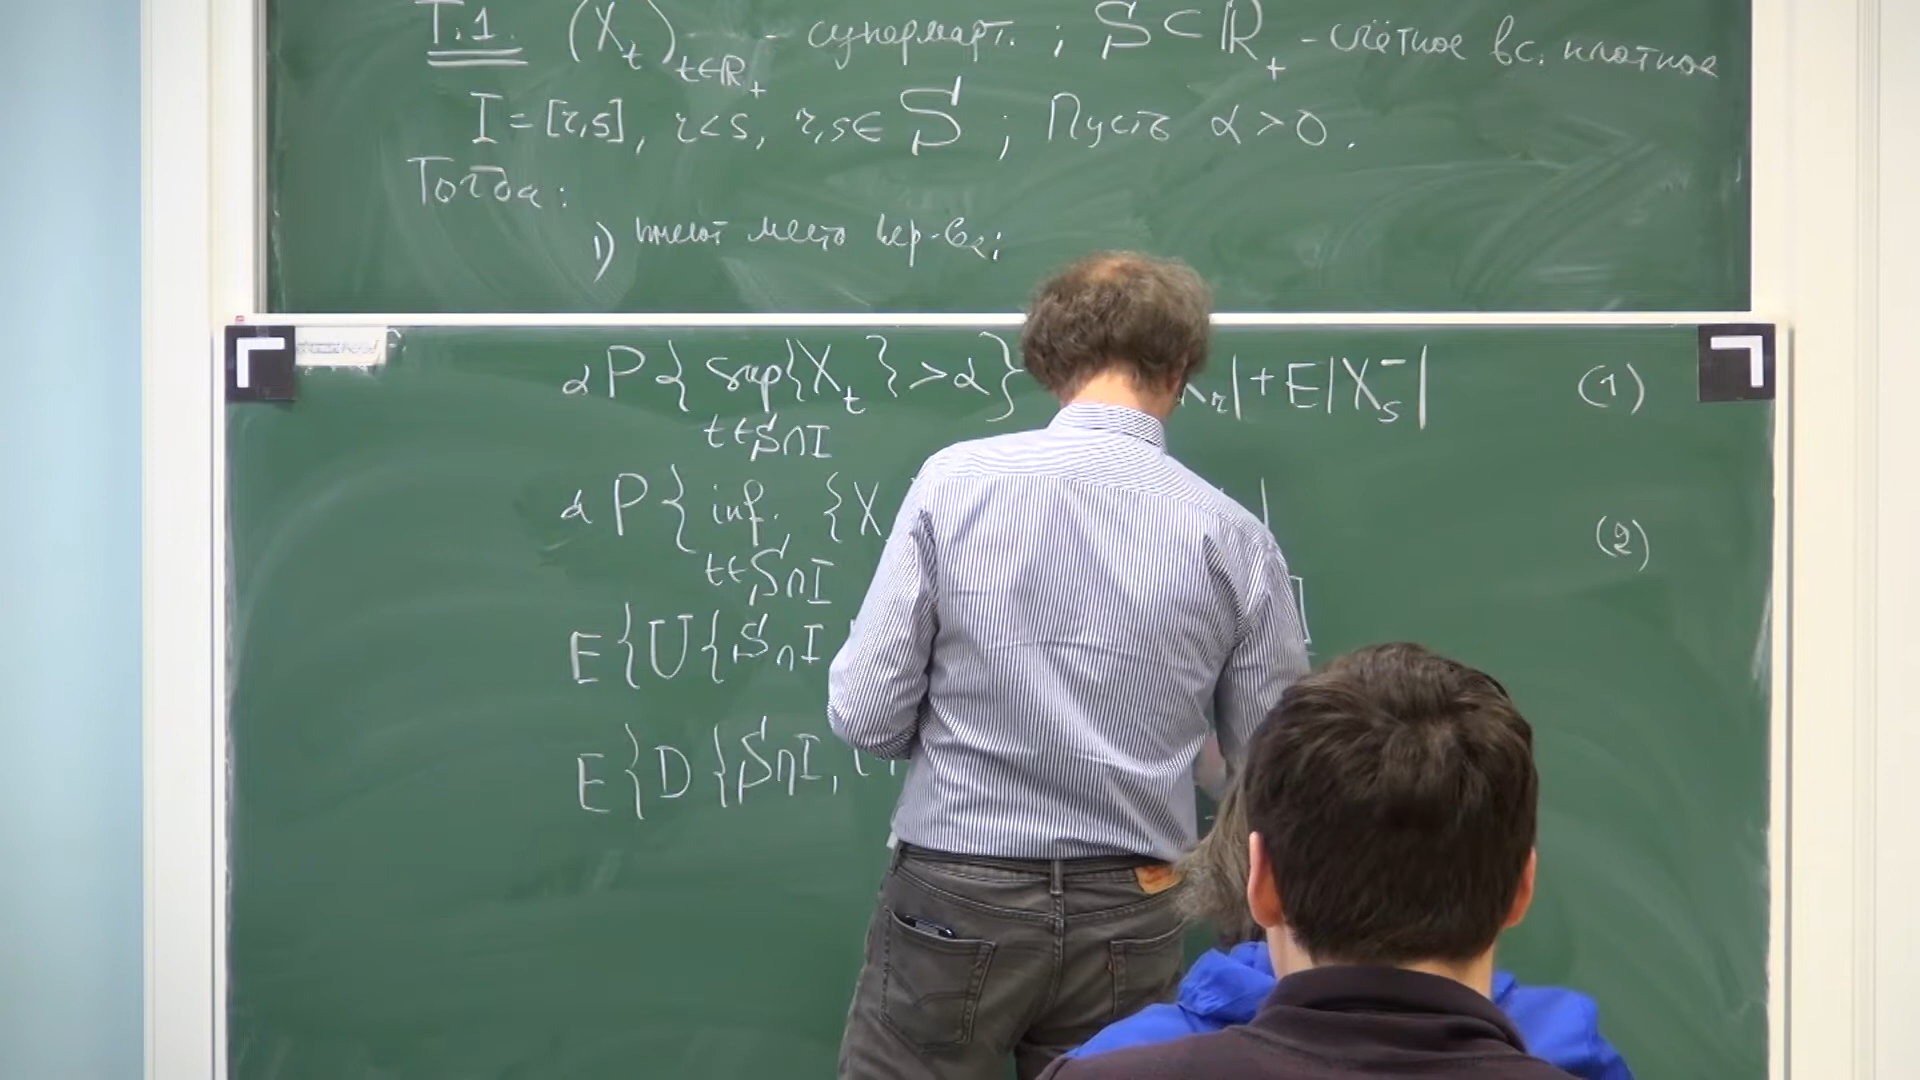 Т.1. (X_t)_{t∈ℝ_+} - супермарт. ; S ⊂ ℝ_+ - счётное вс. плотное
I = [r,s], r<s, r,s ∈ S ; Пусть α > 0.
Тогда:
1) имеют место нер-ва:
αP{ sup{X_t} > α} X_r| + E|X_s^-| (1)
t∈S∩I
αP{ inf {X (2)
t∈S∩I
E{U{S∩I
E{D{S∩I,